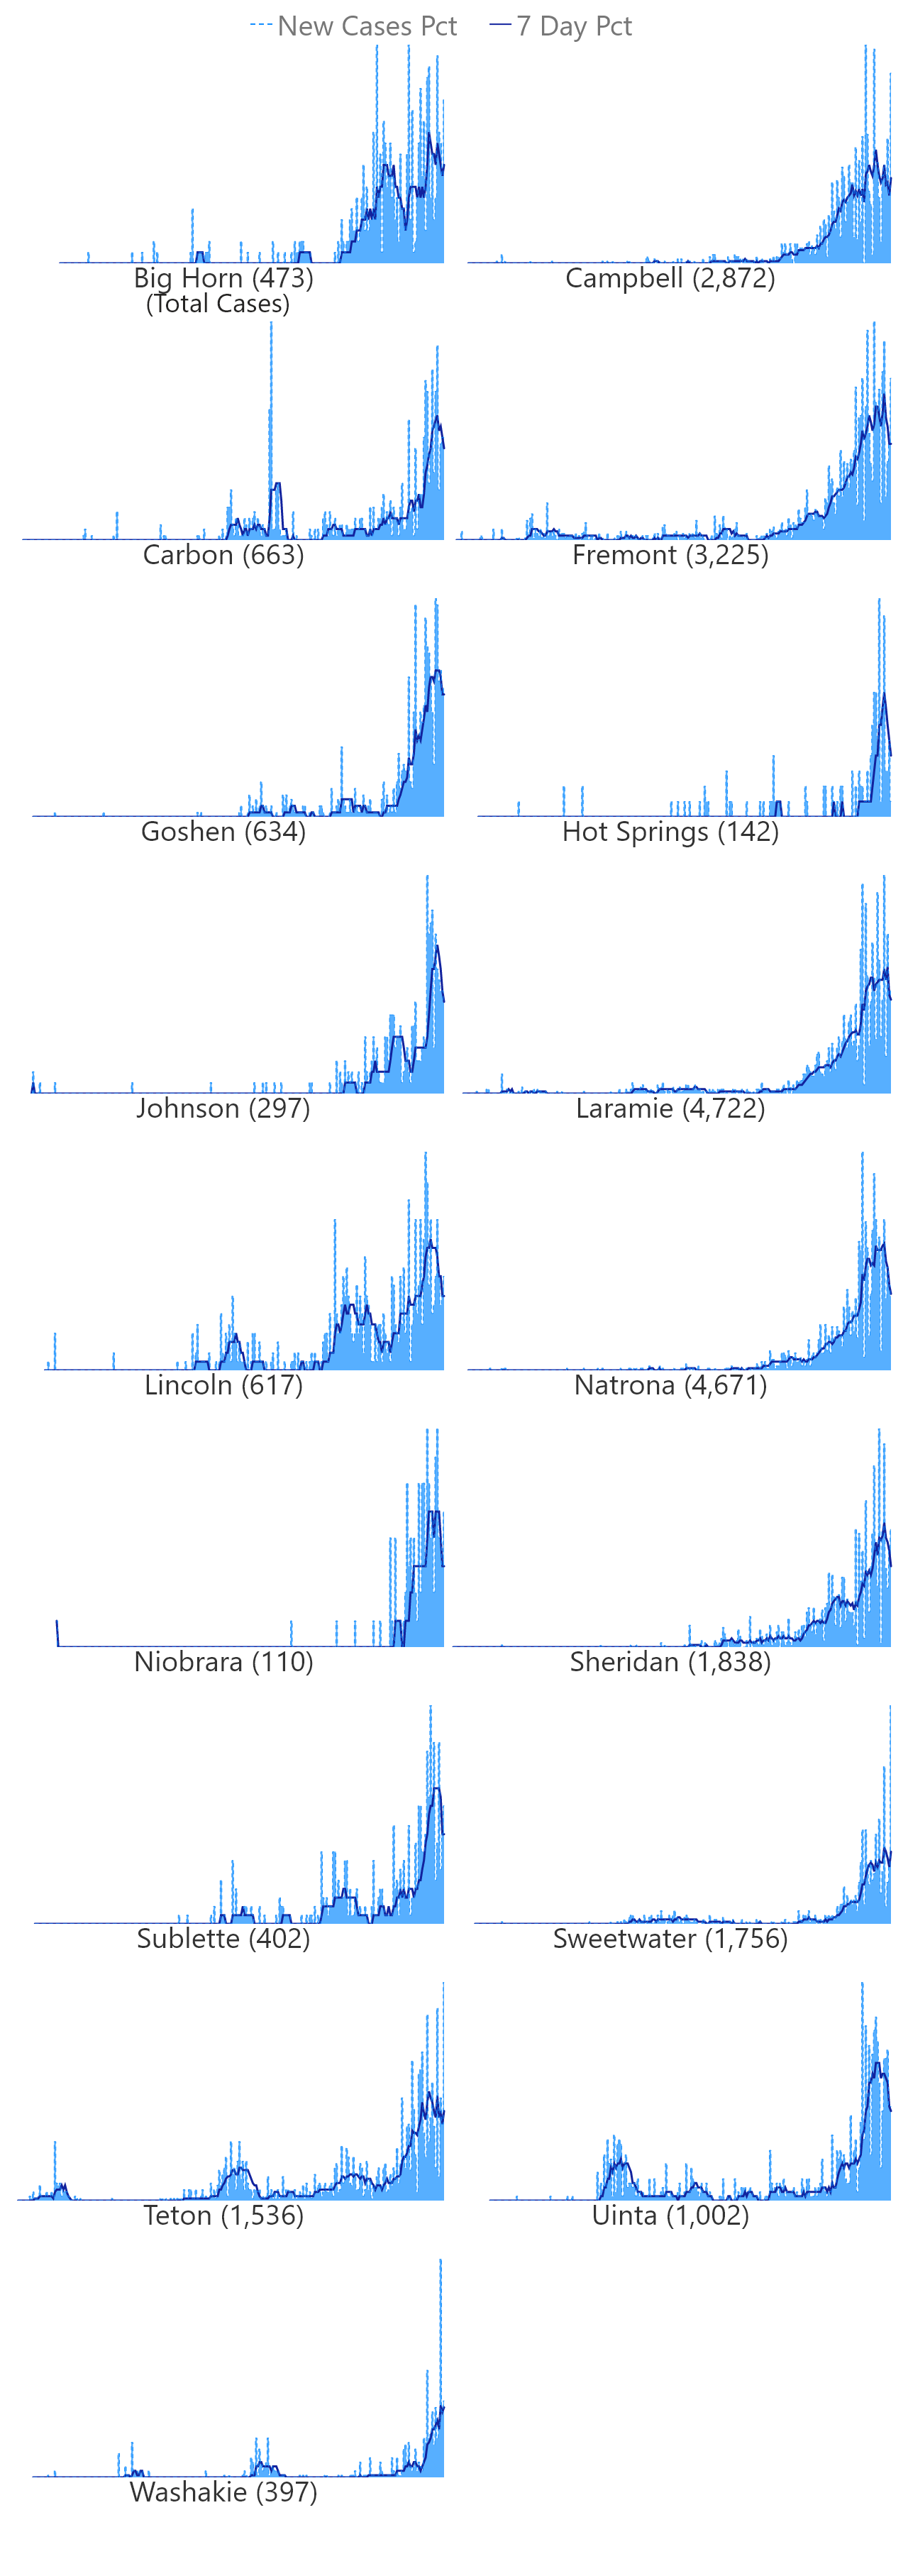 New Cases Pct 7 Day Pct
Big Horn (473)
(Total Cases)
Campbell (2,872)
Carbon (663)
Fremont (3,225)
Goshen (634)
Hot Springs (142)
Johnson (297)
Laramie (4,722)
Lincoln (617)
Natrona (4,671)
Niobrara (110)
Sheridan (1,838)
Sublette (402)
Sweetwater (1,756)
Teton (1,536)
Uinta (1,002)
Washakie (397)